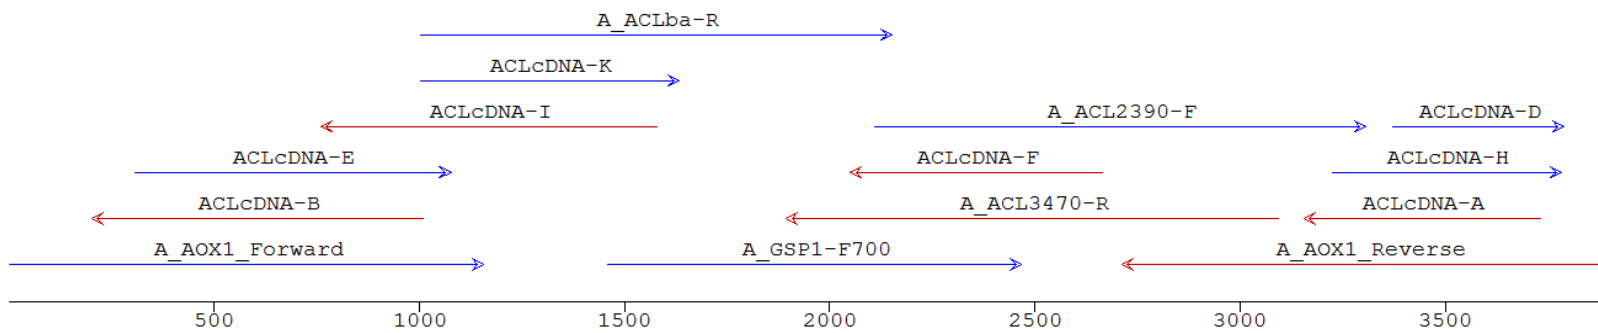 A_ACLba-R
ACLcDNA-K
ACLcDNA-I A_ACL2390-F ACLcDNA-D
ACLcDNA-E ACLcDNA-F ACLcDNA-H
ACLcDNA-B A_ACL3470-R ACLcDNA-A
A_AOX1_Forward A_GSP1-F700 A_AOX1_Reverse
500 1000 1500 2000 2500 3000 3500